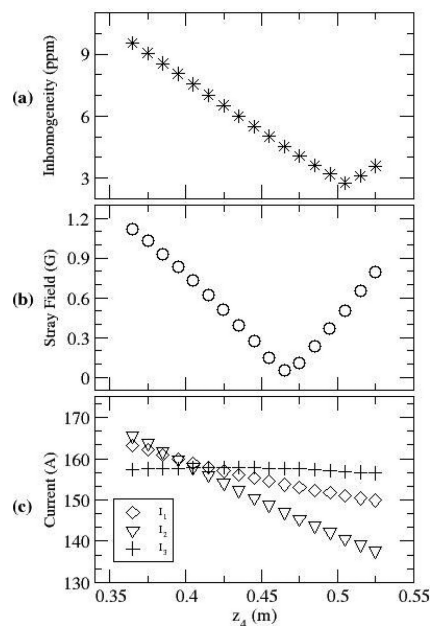 9
6
3
Inhomogeneity (ppm)
(a)
1.2
0.9
0.6
0.3
0
Stray Field (G)
(b)
170
160
150
140
130
Current (A)
(c)
I₁
I₂
I₃
0.35
0.4
0.45
0.5
0.55
z₄ (m)